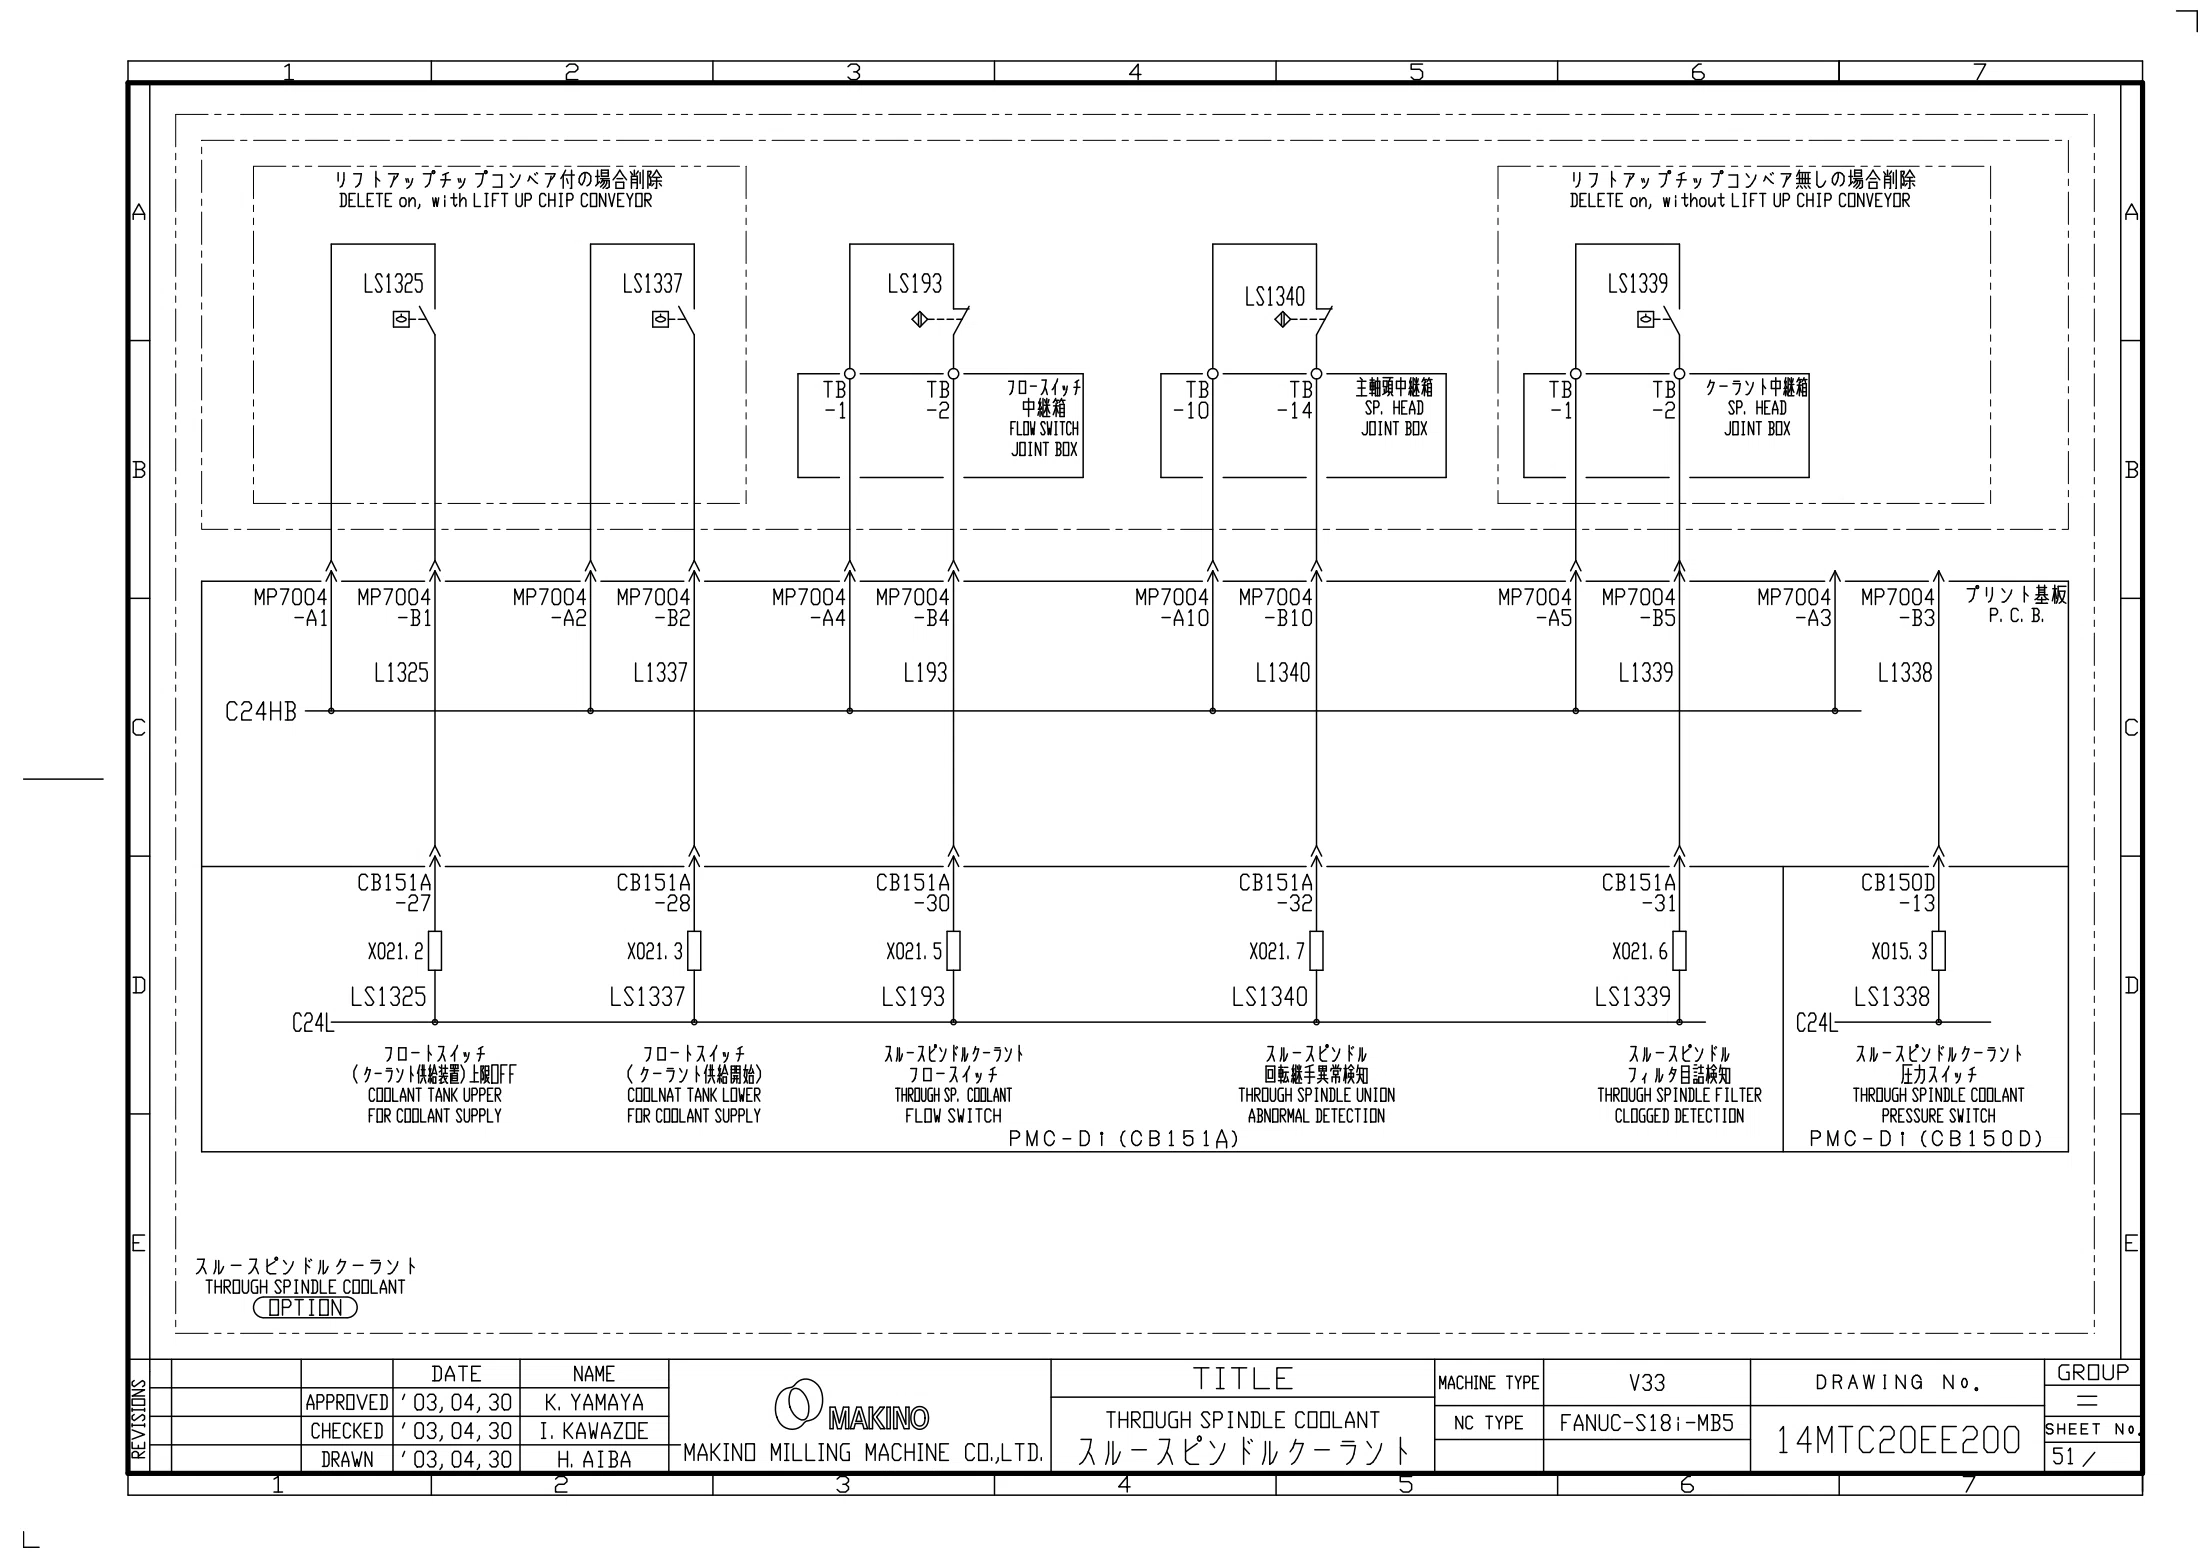 1 2 3 4 5 6 7
A A
リフトアップチップコンベア付の場合削除
DELETE on, with LIFT UP CHIP CONVEYOR
リフトアップチップコンベア無しの場合削除
DELETE on, without LIFT UP CHIP CONVEYOR
LS1325 LS1337 LS193 LS1340 LS1339
TB
-1
TB
-2
フロースイッチ
中継箱
FLOW SWITCH
JOINT BOX
TB
-10
TB
-14
主軸頭中継箱
SP. HEAD
JOINT BOX
TB
-1
TB
-2
クーラント中継箱
SP. HEAD
JOINT BOX
B B
MP7004 MP7004 MP7004 MP7004 MP7004 MP7004 MP7004 MP7004 MP7004 MP7004 MP7004 MP7004
-A1 -B1 -A2 -B2 -A4 -B4 -A10 -B10 -A5 -B5 -A3 -B3
プリント基板
P. C. B.
L1325 L1337 L193 L1340 L1339 L1338
C24HB
C C
CB151A CB151A CB151A CB151A CB151A CB150D
-27 -28 -30 -32 -31 -13
X021. 2 X021. 3 X021. 5 X021. 7 X021. 6 X015. 3
D D
LS1325 LS1337 LS193 LS1340 LS1339 LS1338
C24L C24L
フロートスイッチ
(クーラント供給装置)上限OFF
COOLANT TANK UPPER
FOR COOLANT SUPPLY
フロートスイッチ
(クーラント供給開始)
COOLNAT TANK LOWER
FOR COOLANT SUPPLY
スルースピンドルクーラント
フロースイッチ
THROUGH SP. COOLANT
FLOW SWITCH
スルースピンドル
回転継手異常検知
THROUGH SPINDLE UNION
ABNORMAL DETECTION
スルースピンドル
フィルタ目詰検知
THROUGH SPINDLE FILTER
CLOGGED DETECTION
スルースピンドルクーラント
圧力スイッチ
THROUGH SPINDLE COOLANT
PRESSURE SWITCH
PMC-Di (CB151A) PMC-Di (CB150D)
E E
スルースピンドルクーラント
THROUGH SPINDLE COOLANT
OPTION
REVISIONS
DATE NAME
APPROVED '03,04,30 K. YAMAYA
CHECKED '03,04,30 I. KAWAZOE
DRAWN '03,04,30 H. AIBA
MAKINO
MAKINO MILLING MACHINE CO.,LTD.
TITLE
THROUGH SPINDLE COOLANT
スルースピンドルクーラント
MACHINE TYPE V33
NC TYPE FANUC-S18i-MB5
DRAWING No.
14MTC20EE200
GROUP
=
SHEET No.
51 /
1 2 3 4 5 6 7